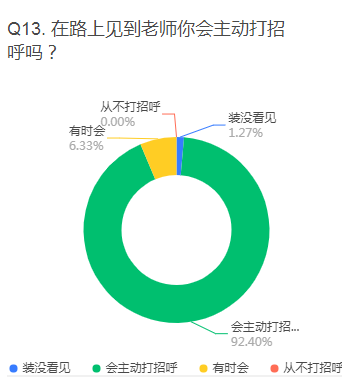 Q13. 在路上见到老师你会主动打招
呼吗？
从不打招呼
0.00%
装没看见
1.27%
有时会
6.33%
会主动打招...
92.40%
装没看见 会主动打招呼 有时会 从不打招呼